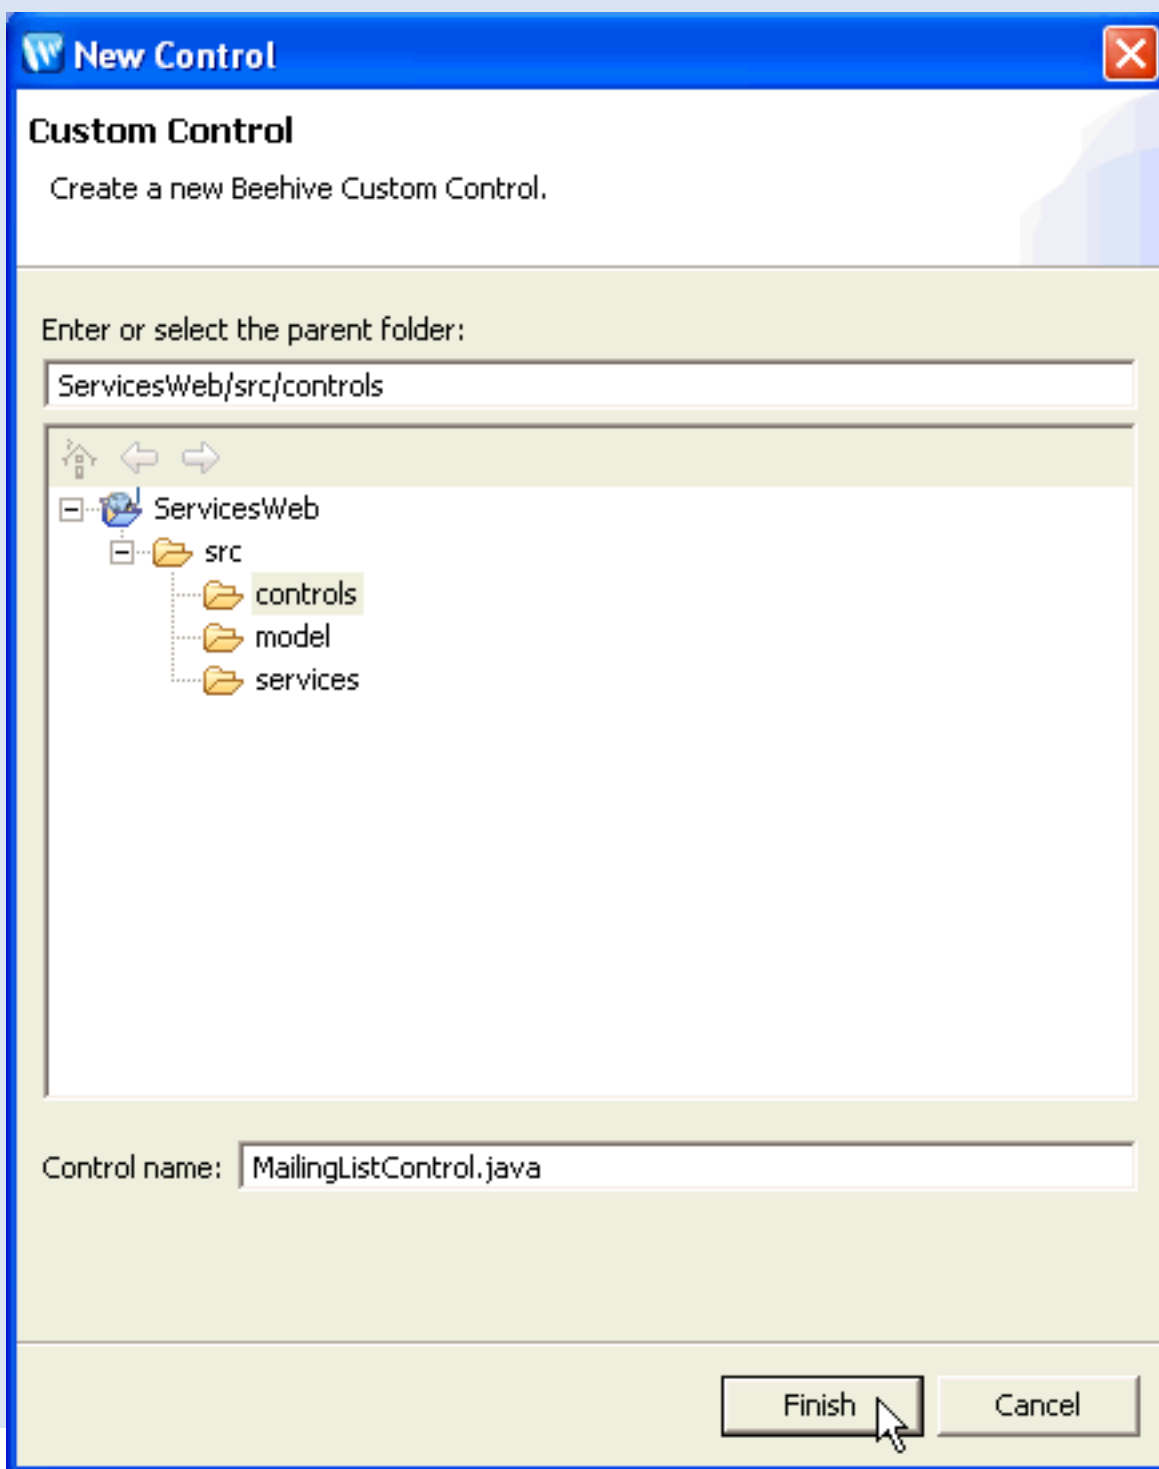 New Control
Custom Control
Create a new Beehive Custom Control.
Enter or select the parent folder:
ServicesWeb/src/controls
ServicesWeb
src
controls
model
services
Control name: MailingListControl.java
Finish Cancel